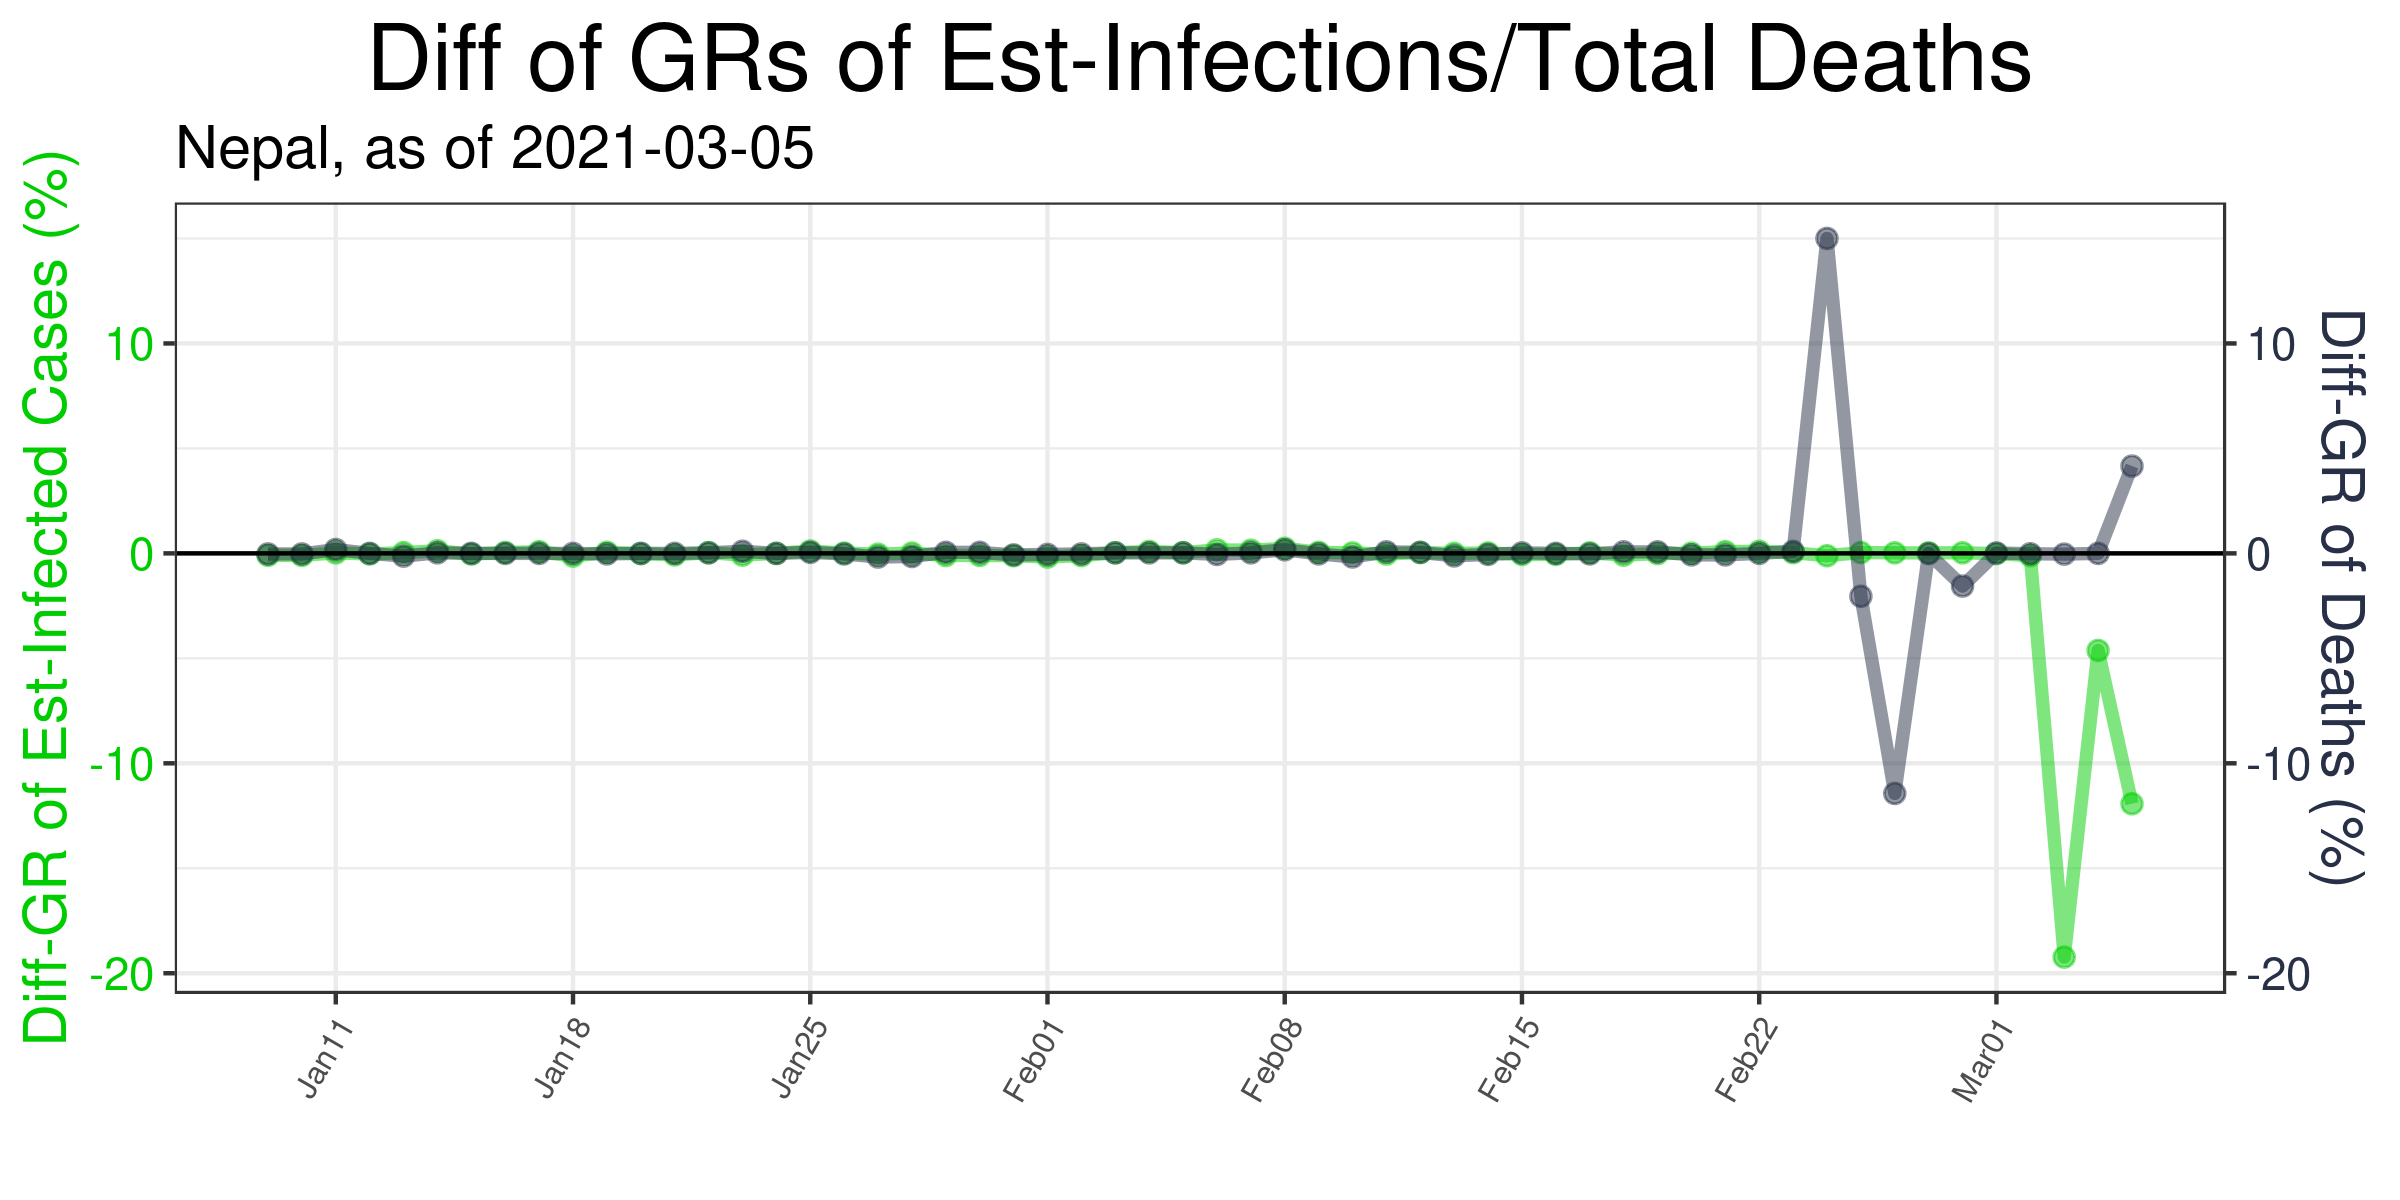 Diff of GRs of Est-Infections/Total Deaths
Nepal, as of 2021-03-05
Diff-GR of Est-Infected Cases (%)
10
0
-10
-20
10
0
-10
-20
Diff-GR of Deaths (%)
Jan11
Jan18
Jan25
Feb01
Feb08
Feb15
Feb22
Mar01